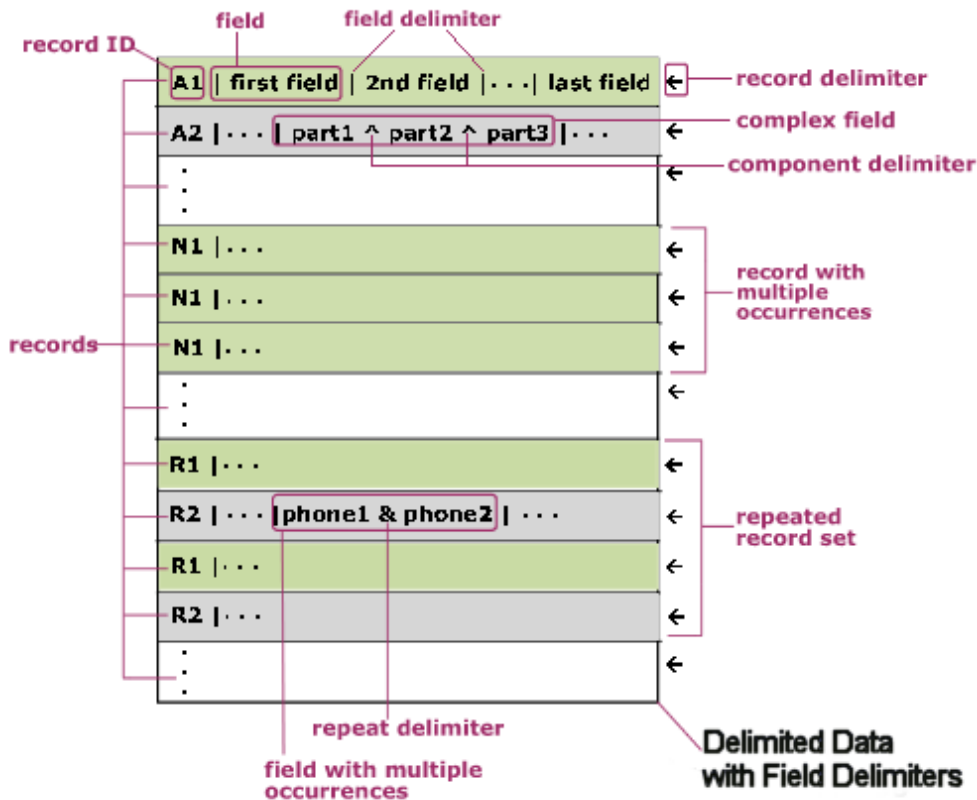 field
field delimiter
record ID
A1 | first field | 2nd field |· · ·| last field ←
record delimiter
A2 |· · · | part1 ^ part2 ^ part3 |· · · ←
complex field
component delimiter
←
·
·
·
N1 |· · · ←
N1 |· · · ←
N1 |· · · ←
record with
multiple
occurrences
records
←
·
·
·
R1 |· · · ←
R2 |· · · |phone1 & phone2 | · · · ←
R1 |· · · ←
R2 |· · · ←
repeated
record set
←
·
·
·
repeat delimiter
field with multiple
occurrences
Delimited Data
with Field Delimiters